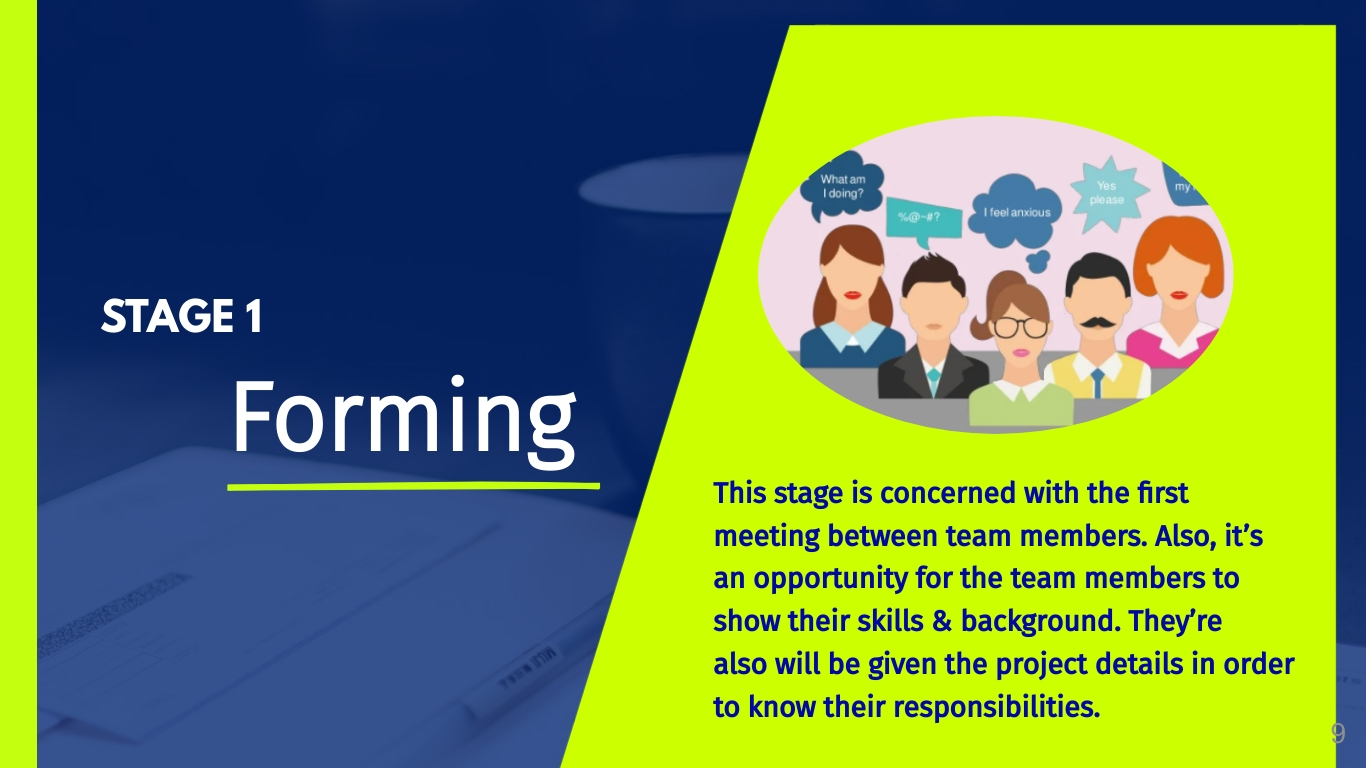 STAGE 1
Forming
What am
I doing?
%@~#?
I feel anxious
Yes
please
my
This stage is concerned with the first
meeting between team members. Also, it’s
an opportunity for the team members to
show their skills & background. They’re
also will be given the project details in order
to know their responsibilities.
9